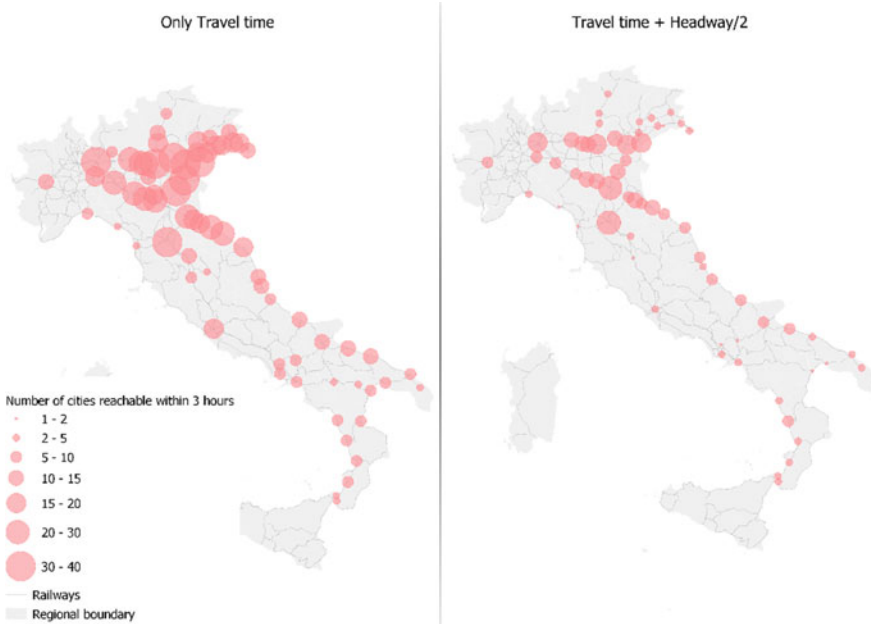 Only Travel time
Travel time + Headway/2
Number of cities reachable within 3 hours
1 - 2
2 - 5
5 - 10
10 - 15
15 - 20
20 - 30
30 - 40
Railways
Regional boundary